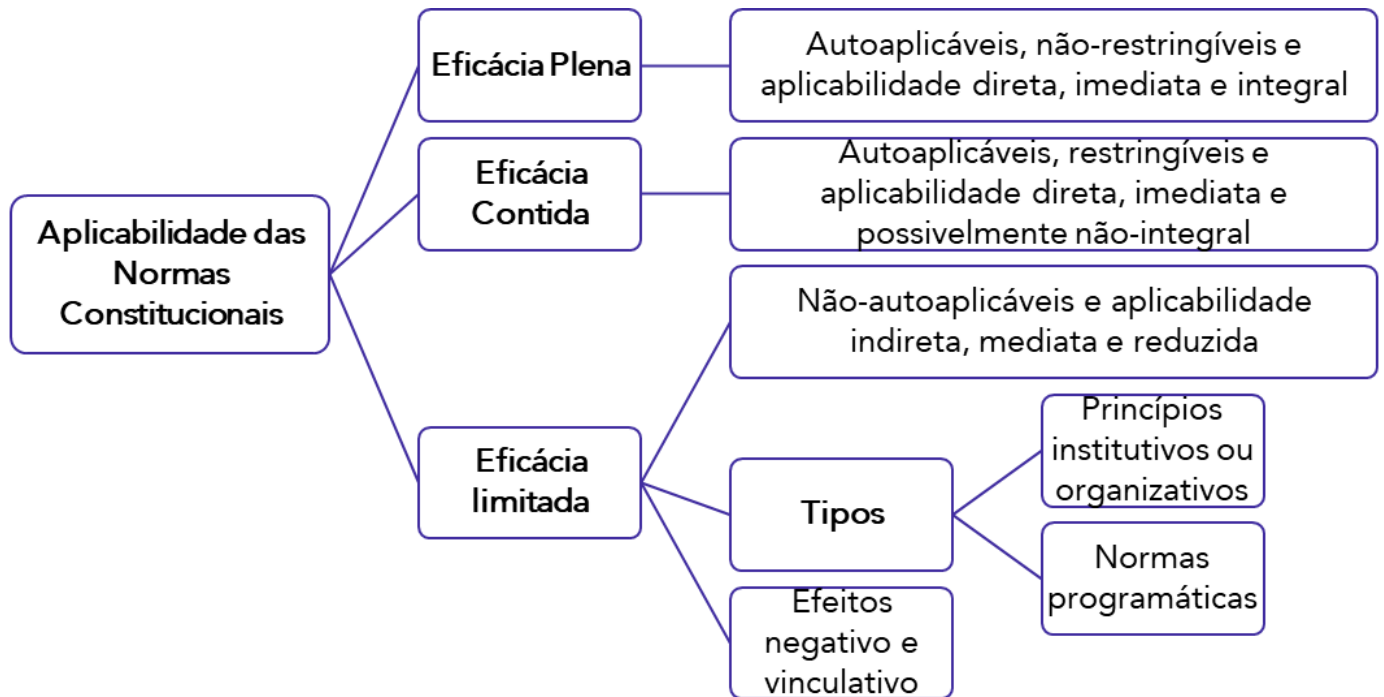 Aplicabilidade das
Normas
Constitucionais
Eficácia Plena
Autoaplicáveis, não-restringíveis e
aplicabilidade direta, imediata e integral
Eficácia
Contida
Autoaplicáveis, restringíveis e
aplicabilidade direta, imediata e
possivelmente não-integral
Eficácia
limitada
Não-autoaplicáveis e aplicabilidade
indireta, mediata e reduzida
Tipos
Princípios
institutivos ou
organizativos
Normas
programáticas
Efeitos
negativo e
vinculativo